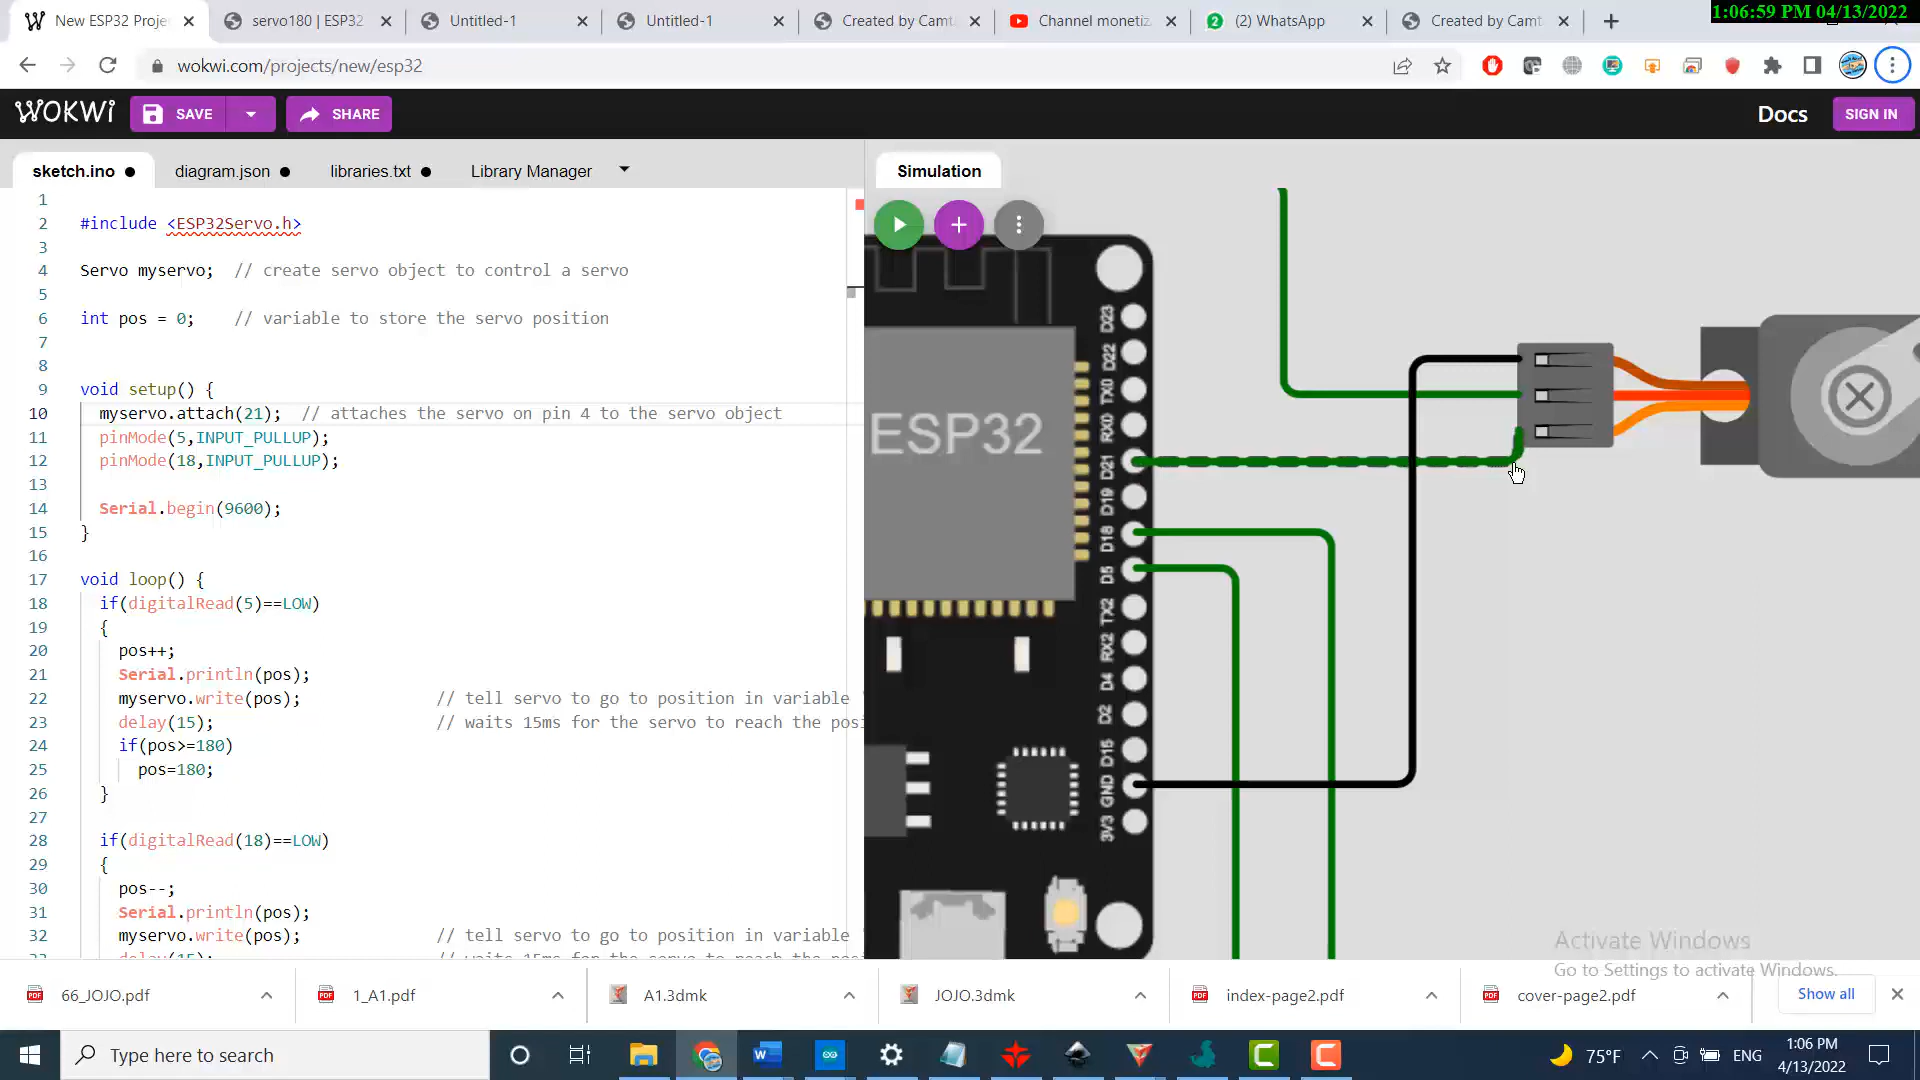 New ESP32 Proje
servo180 | ESP32
Untitled-1
Untitled-1
Created by Camt
Channel monetiz
(2) WhatsApp
Created by Camt
1:06:59 PM 04/13/2022
wokwi.com/projects/new/esp32
WOKWI
SAVE
SHARE
Docs
SIGN IN
sketch.ino
diagram.json
libraries.txt
Library Manager
Simulation
1
2 #include <ESP32Servo.h>
3
4 Servo myservo; // create servo object to control a servo
5
6 int pos = 0; // variable to store the servo position
7
8
9 void setup() {
10 myservo.attach(21); // attaches the servo on pin 4 to the servo object
11 pinMode(5,INPUT_PULLUP);
12 pinMode(18,INPUT_PULLUP);
13
14 Serial.begin(9600);
15 }
16
17 void loop() {
18 if(digitalRead(5)==LOW)
19 {
20 pos++;
21 Serial.println(pos);
22 myservo.write(pos); // tell servo to go to position in variable '
23 delay(15); // waits 15ms for the servo to reach the posi
24 if(pos>=180)
25 pos=180;
26 }
27
28 if(digitalRead(18)==LOW)
29 {
30 pos--;
31 Serial.println(pos);
32 myservo.write(pos); // tell servo to go to position in variable '
ESP32
D23
D22
TX0
RX0
D21
D19
D18
D5
TX2
RX2
D4
D2
D15
GND
3V3
Activate Windows
Go to Settings to activate Windows.
66_JOJO.pdf
1_A1.pdf
A1.3dmk
JOJO.3dmk
index-page2.pdf
cover-page2.pdf
Show all
Type here to search
75°F
ENG
1:06 PM
4/13/2022